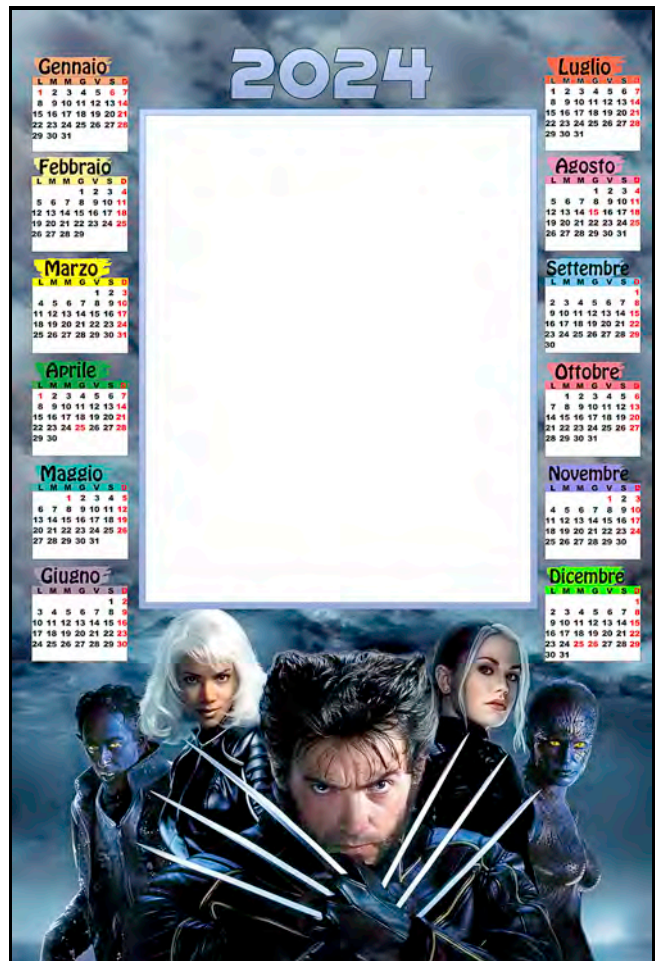 2024
Gennaio
L M M G V S D
1 2 3 4 5 6 7
8 9 10 11 12 13 14
15 16 17 18 19 20 21
22 23 24 25 26 27 28
29 30 31
Febbraio
L M M G V S D
1 2 3 4
5 6 7 8 9 10 11
12 13 14 15 16 17 18
19 20 21 22 23 24 25
26 27 28 29
Marzo
L M M G V S D
1 2 3
4 5 6 7 8 9 10
11 12 13 14 15 16 17
18 19 20 21 22 23 24
25 26 27 28 29 30 31
Aprile
L M M G V S D
1 2 3 4 5 6 7
8 9 10 11 12 13 14
15 16 17 18 19 20 21
22 23 24 25 26 27 28
29 30
Maggio
L M M G V S D
1 2 3 4 5
6 7 8 9 10 11 12
13 14 15 16 17 18 19
20 21 22 23 24 25 26
27 28 29 30 31
Giugno
L M M G V S D
1 2
3 4 5 6 7 8 9
10 11 12 13 14 15 16
17 18 19 20 21 22 23
24 25 26 27 28 29 30
Luglio
L M M G V S D
1 2 3 4 5 6 7
8 9 10 11 12 13 14
15 16 17 18 19 20 21
22 23 24 25 26 27 28
29 30 31
Agosto
L M M G V S D
1 2 3 4
5 6 7 8 9 10 11
12 13 14 15 16 17 18
19 20 21 22 23 24 25
26 27 28 29 30 31
Settembre
L M M G V S D
1
2 3 4 5 6 7 8
9 10 11 12 13 14 15
16 17 18 19 20 21 22
23 24 25 26 27 28 29
30
Ottobre
L M M G V S D
1 2 3 4 5 6
7 8 9 10 11 12 13
14 15 16 17 18 19 20
21 22 23 24 25 26 27
28 29 30 31
Novembre
L M M G V S D
1 2 3
4 5 6 7 8 9 10
11 12 13 14 15 16 17
18 19 20 21 22 23 24
25 26 27 28 29 30
Dicembre
L M M G V S D
1
2 3 4 5 6 7 8
9 10 11 12 13 14 15
16 17 18 19 20 21 22
23 24 25 26 27 28 29
30 31